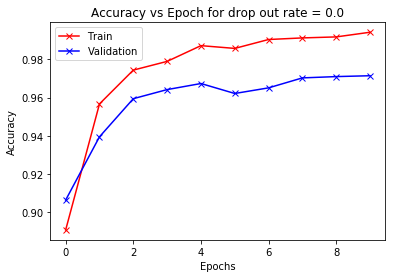 Accuracy vs Epoch for drop out rate = 0.0
Train
Validation
0.98
0.96
0.94
0.92
0.90
Accuracy
0 2 4 6 8
Epochs